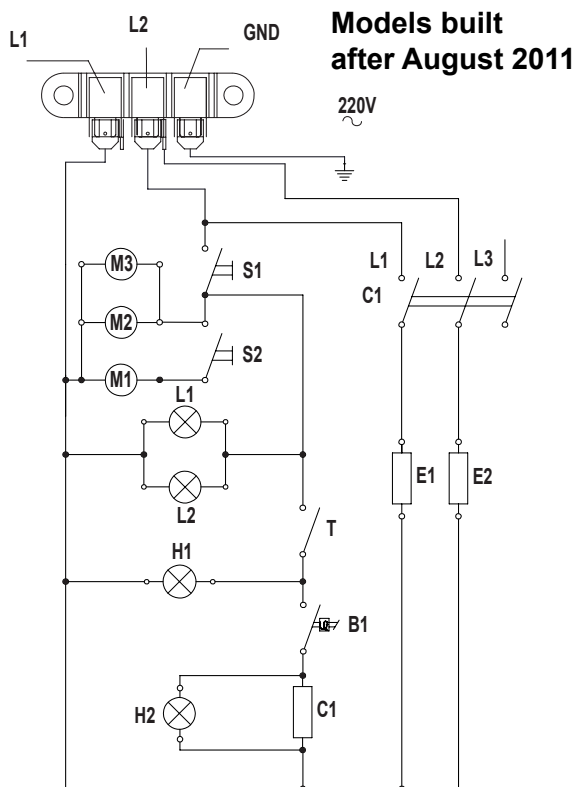 Models built
after August 2011
L1
L2
GND
220V
L1
L2
L3
C1
M3
S1
M2
S2
M1
L1
L2
E1
E2
T
H1
B1
H2
C1